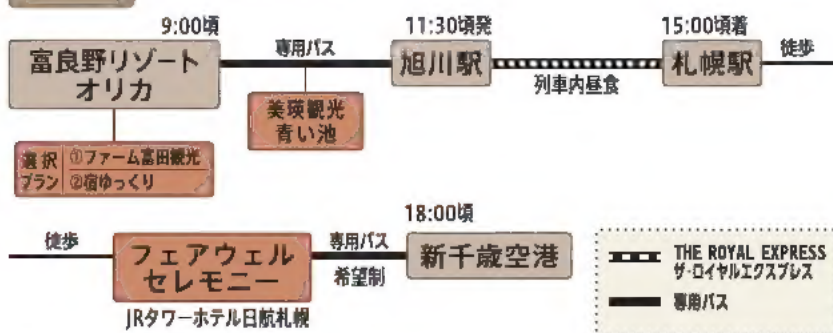 9:00頃
富良野リゾート
オリカ
専用バス
美瑛観光
青い池
11:30頃発
旭川駅
列車内昼食
15:00頃着
札幌駅
徒歩
選択
プラン
①ファーム富田観光
②宿ゆっくり
徒歩
フェアウェル
セレモニー
JRタワーホテル日航札幌
専用バス
希望制
18:00頃
新千歳空港
THE ROYAL EXPRESS
ザ・ロイヤルエクスプレス
専用バス